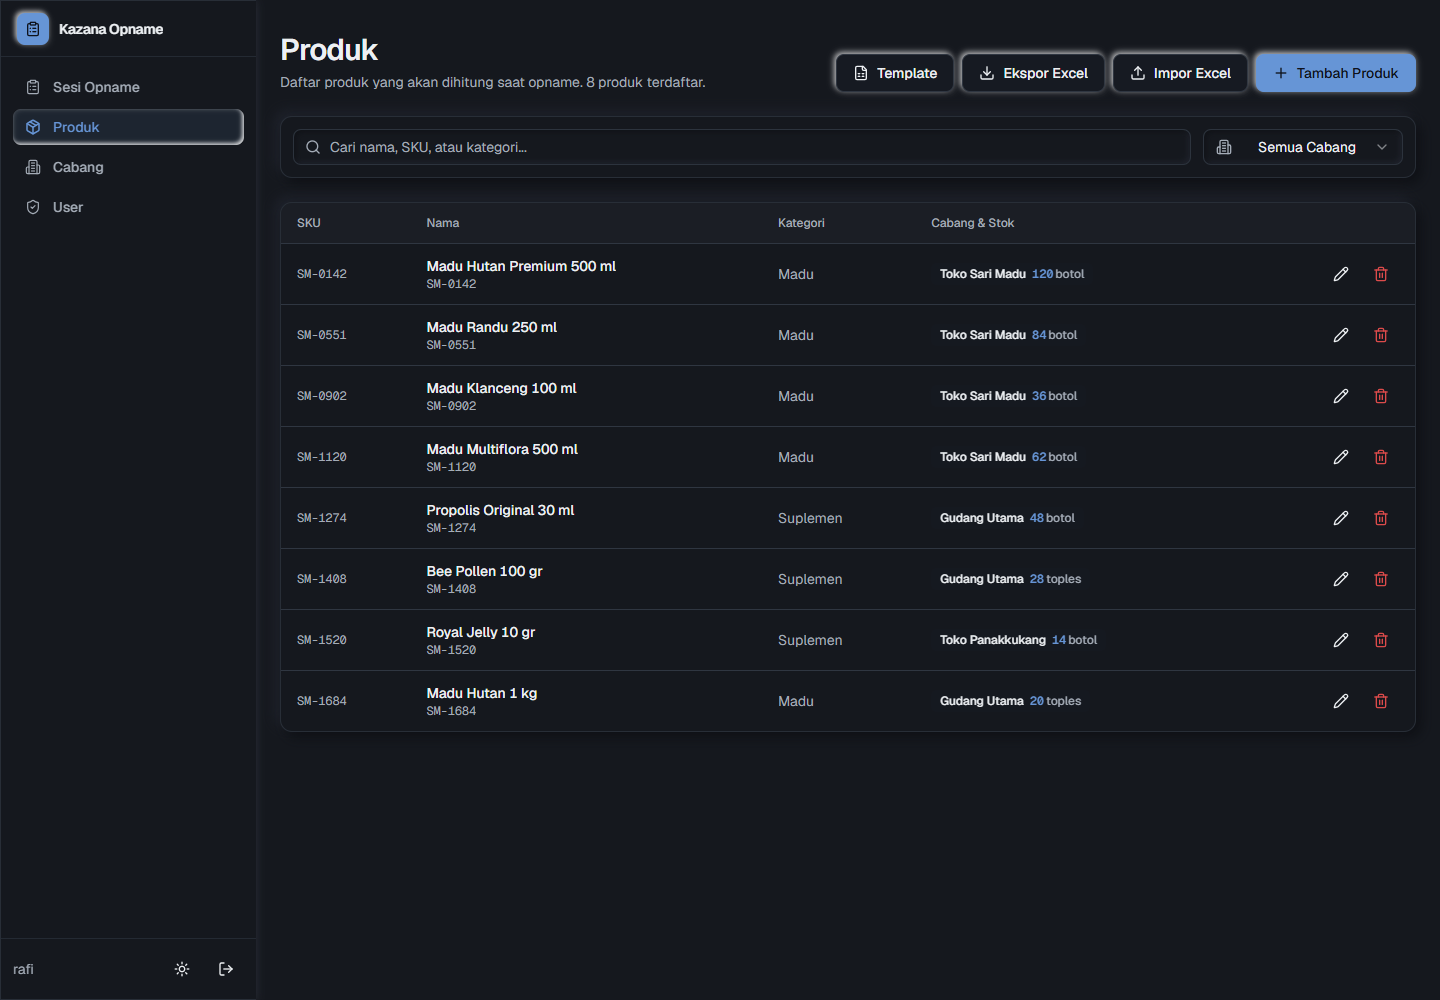 Kazana Opname
Sesi Opname
Produk
Cabang
User
rafi
Produk
Daftar produk yang akan dihitung saat opname. 8 produk terdaftar.
Template
Ekspor Excel
Impor Excel
Tambah Produk
Cari nama, SKU, atau kategori...
Semua Cabang
SKU Nama Kategori Cabang & Stok
SM-0142 Madu Hutan Premium 500 ml Madu Toko Sari Madu 120 botol
SM-0142
SM-0551 Madu Randu 250 ml Madu Toko Sari Madu 84 botol
SM-0551
SM-0902 Madu Klanceng 100 ml Madu Toko Sari Madu 36 botol
SM-0902
SM-1120 Madu Multiflora 500 ml Madu Toko Sari Madu 62 botol
SM-1120
SM-1274 Propolis Original 30 ml Suplemen Gudang Utama 48 botol
SM-1274
SM-1408 Bee Pollen 100 gr Suplemen Gudang Utama 28 toples
SM-1408
SM-1520 Royal Jelly 10 gr Suplemen Toko Panakkukang 14 botol
SM-1520
SM-1684 Madu Hutan 1 kg Madu Gudang Utama 20 toples
SM-1684